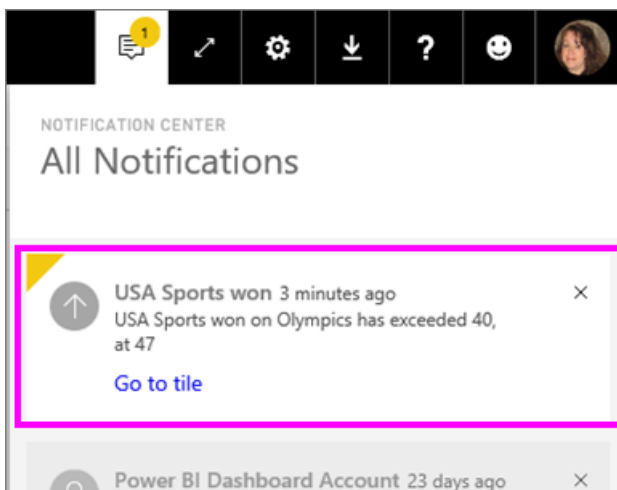 1
?
NOTIFICATION CENTER
All Notifications
USA Sports won 3 minutes ago
USA Sports won on Olympics has exceeded 40,
at 47
Go to tile
Power BI Dashboard Account 23 days ago